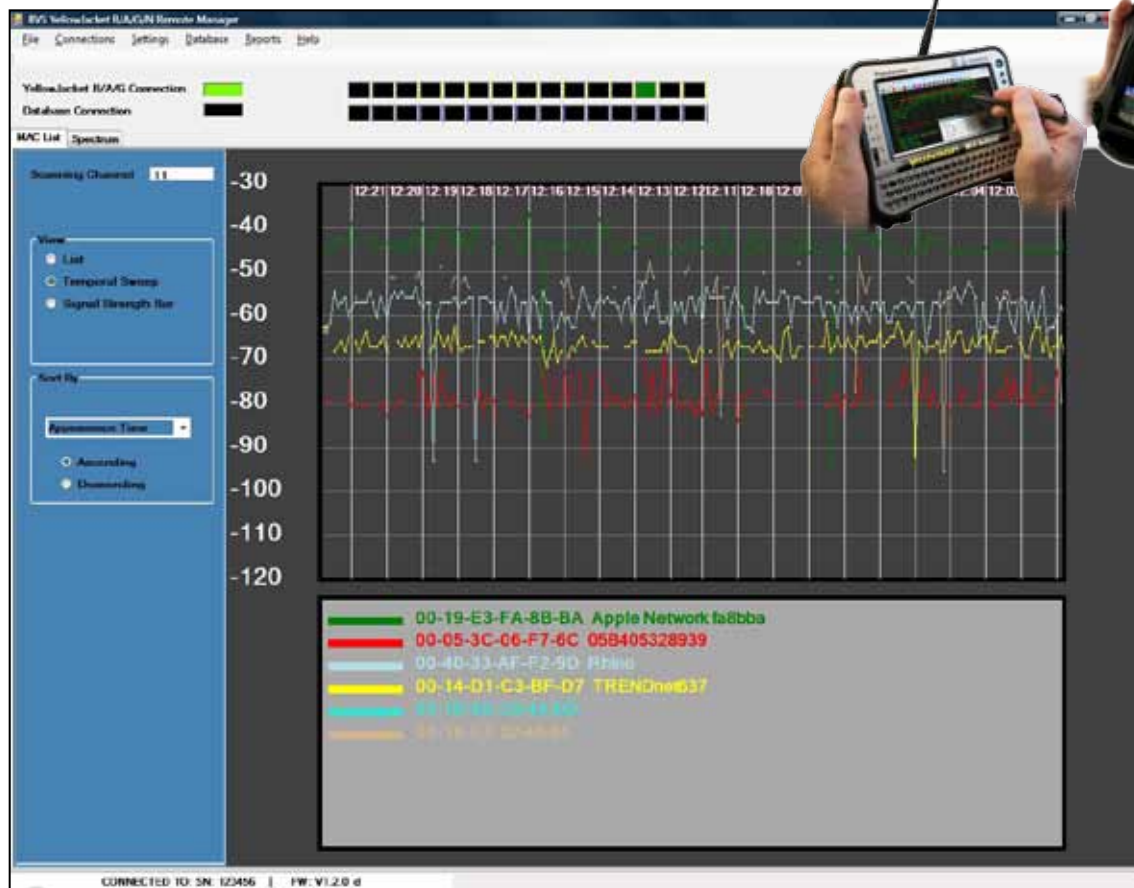 BVS YellowJacket B/A/G/N Remote Manager
File Connections Settings Database Reports Help
YellowJacket B/A/G Connection
Database Connection
MAC List Spectrum
Scanning Channel 11
View
List
Temporal Sweep
Signal Strength Bar
Sort By
Appearance Time
Ascending
Descending
12:21 12:20 12:19 12:18 12:17 12:16 12:15 12:14 12:13 12:12 12:11 12:10
-30
-40
-50
-60
-70
-80
-90
-100
-110
-120
00-19-E3-FA-8B-BA Apple Network fa8bba
00-05-3C-06-F7-6C 05B405328939
00-40-33-AF-F2-9D Rhino
00-14-D1-C3-BF-D7 TRENDnet637
CONNECTED TO: SN: 123456 | FW: V1.2.0 d